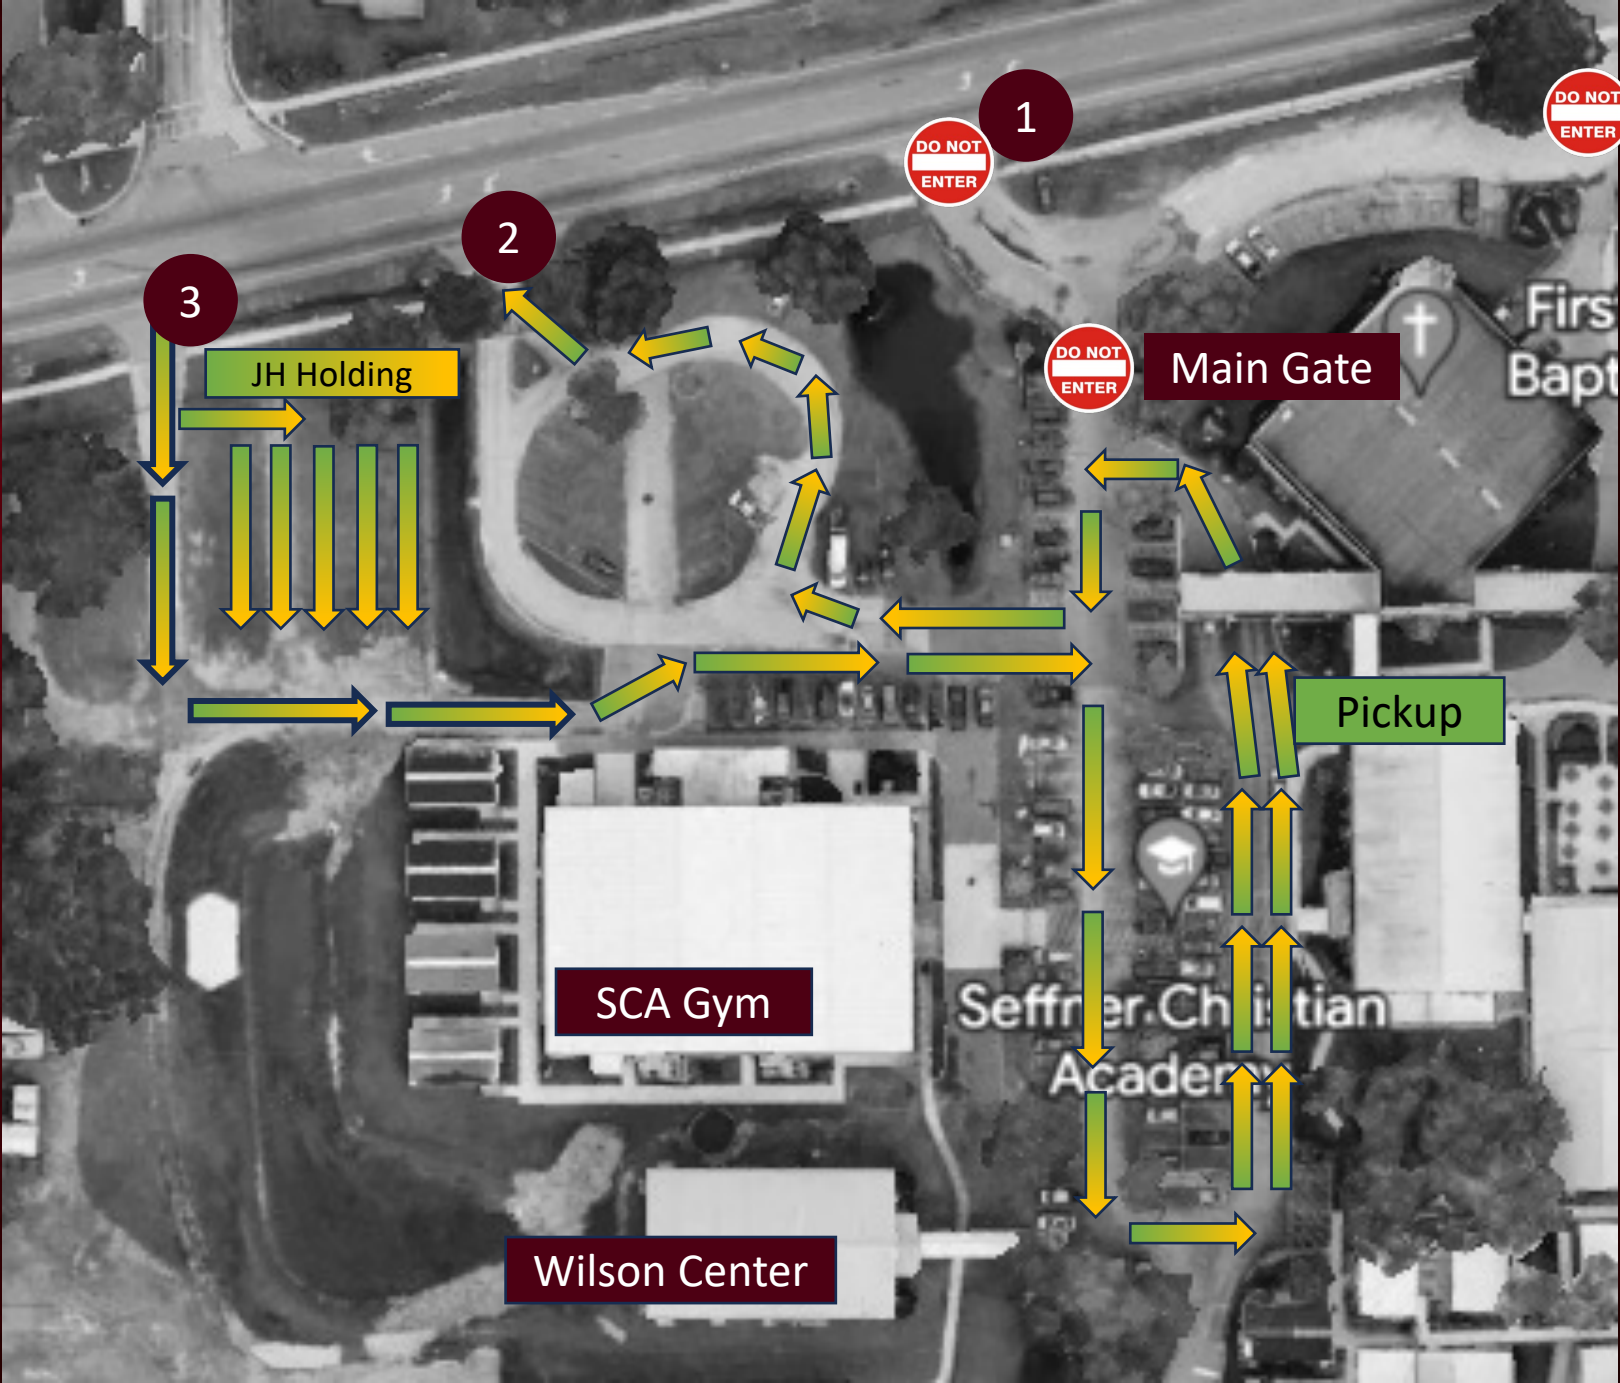 DO NOT
ENTER
1
DO NOT
ENTER
2
3
JH Holding
DO NOT
ENTER
Main Gate
Firs
Bapt
Pickup
SCA Gym
Seffner Christian
Academy
Wilson Center